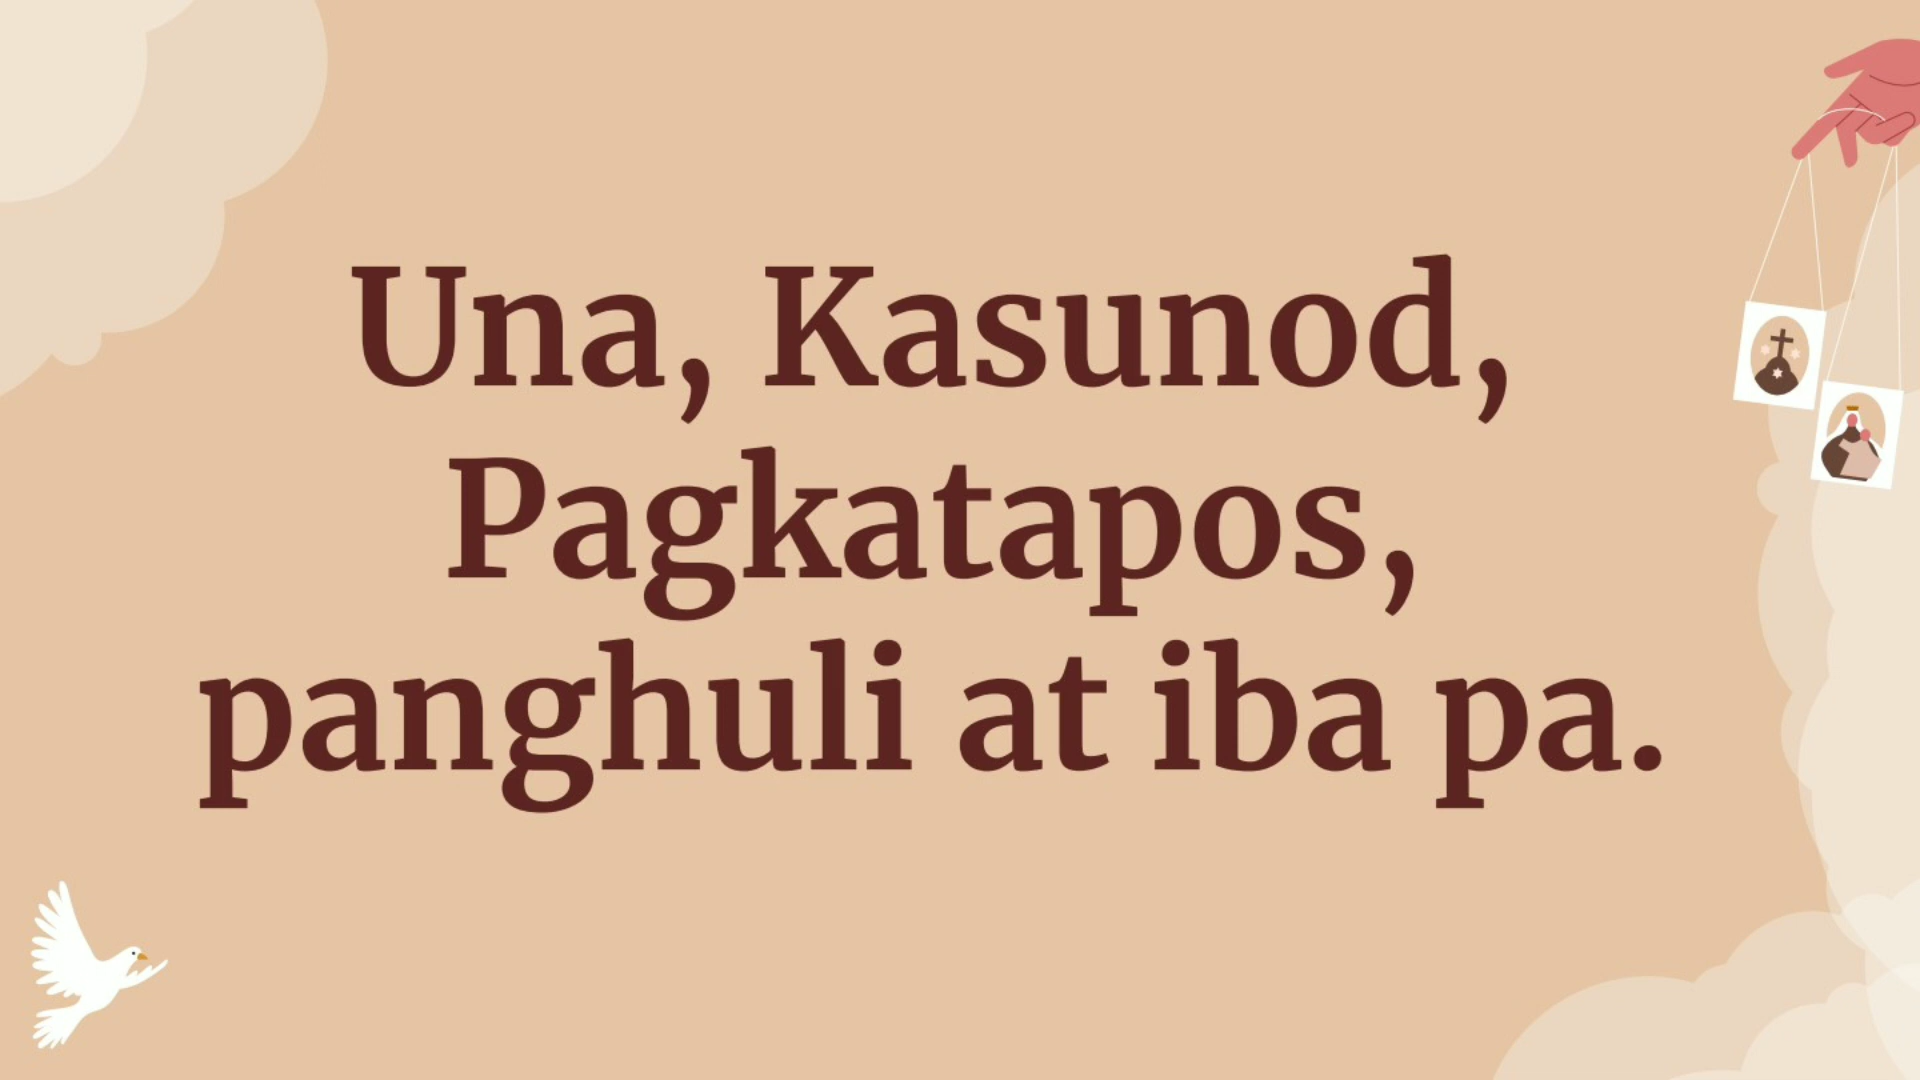 Una, Kasunod,
Pagkatapos,
panghuli at iba pa.